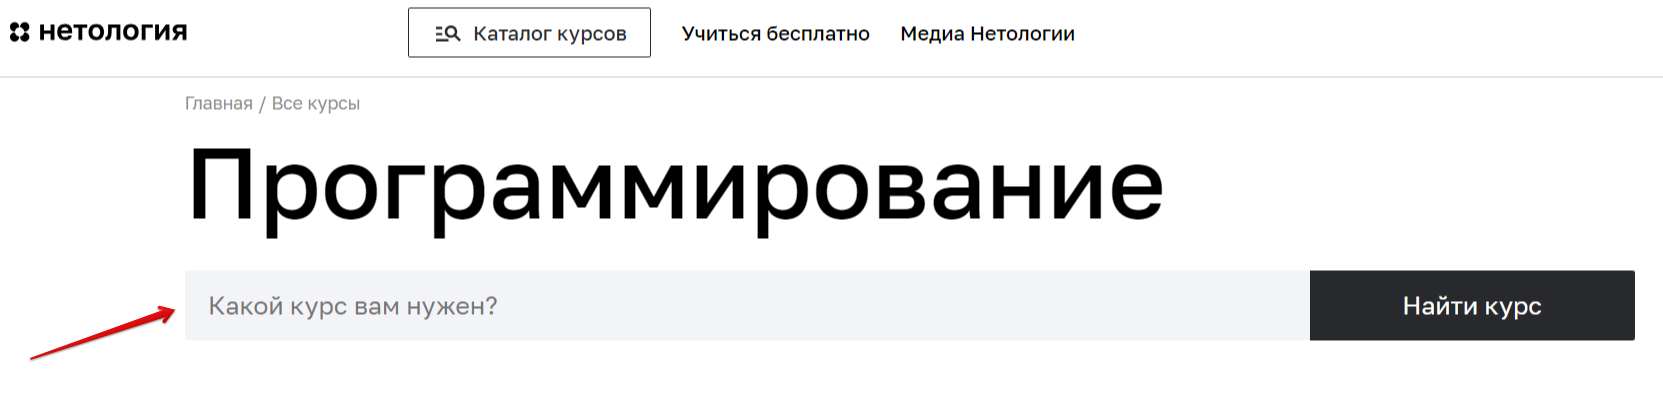 нетология
Каталог курсов
Учиться бесплатно
Медиа Нетологии
Главная / Все курсы
Программирование
Какой курс вам нужен?
Найти курс